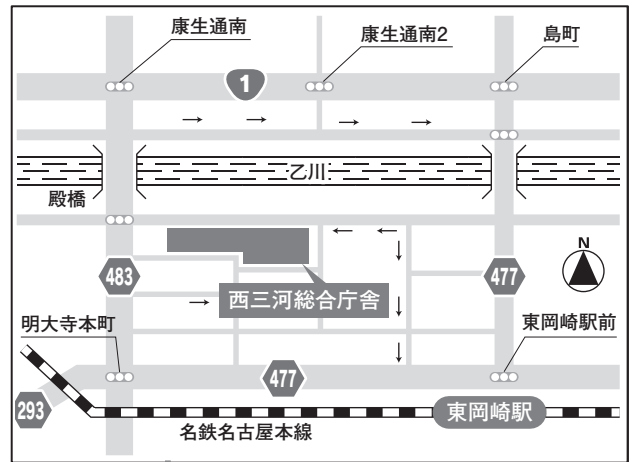 康生通南
康生通南2
島町
1
乙川
殿橋
N
483
477
西三河総合庁舎
明大寺本町
東岡崎駅前
477
293
東岡崎駅
名鉄名古屋本線